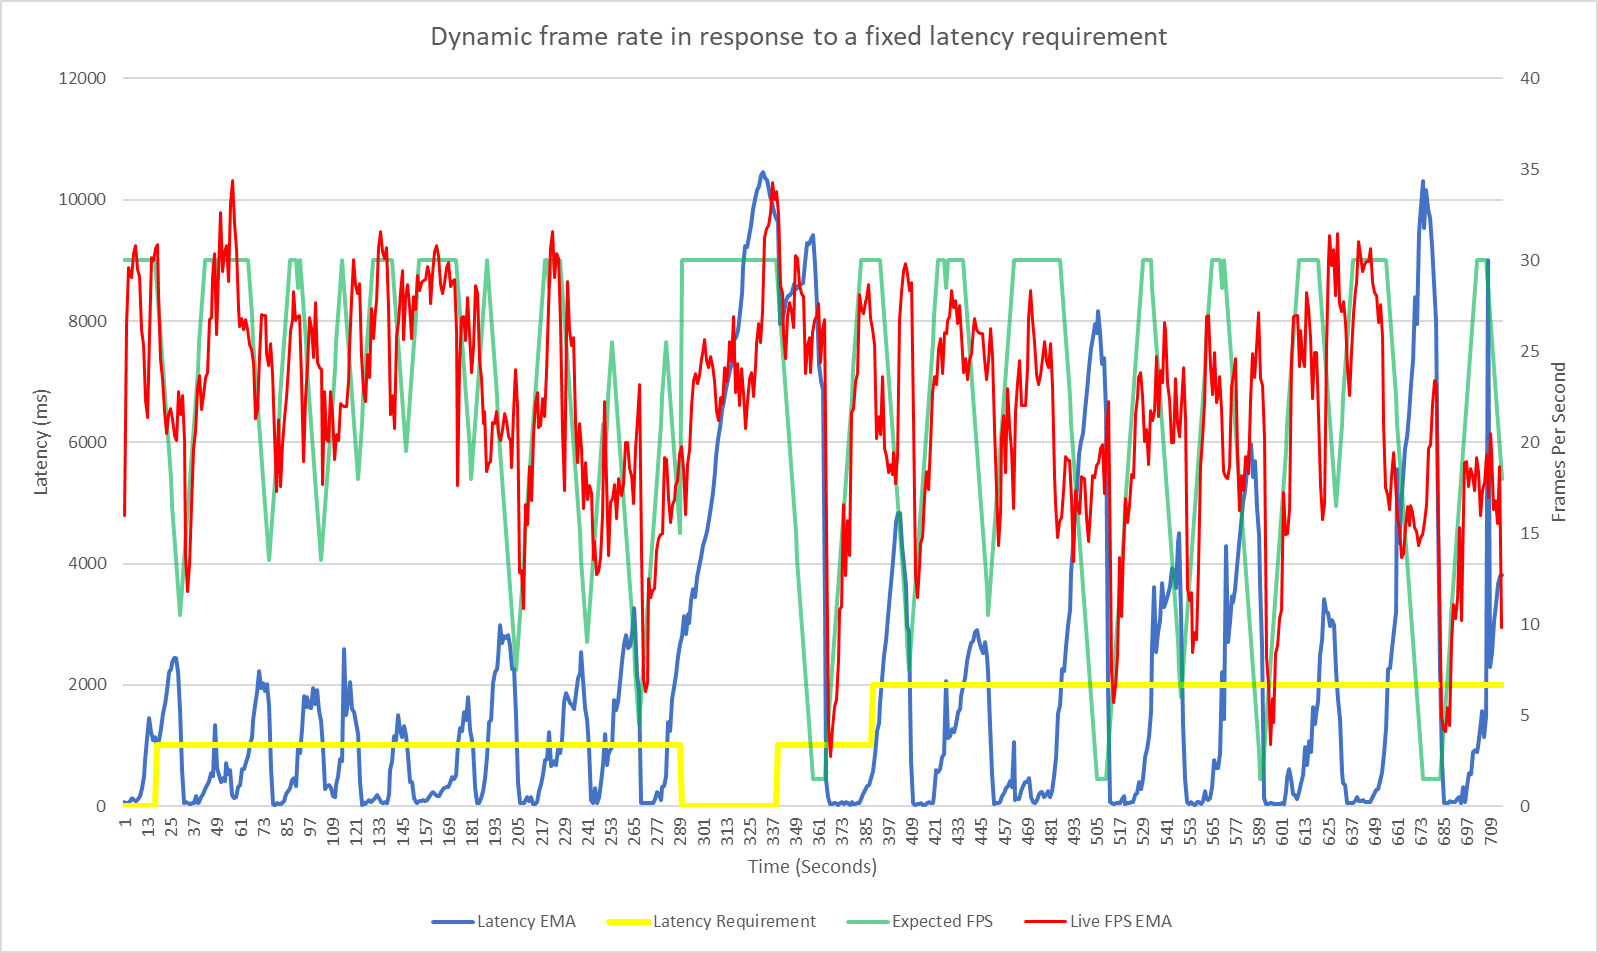 Dynamic frame rate in response to a fixed latency requirement
12000
10000
8000
6000
4000
2000
0
Latency (ms)
40
35
30
25
20
15
10
5
0
Frames Per Second
1 13 25 37 49 61 73 85 97 109 121 133 145 157 169 181 193 205 217 229 241 253 265 277 289 301 313 325 337 349 361 373 385 397 409 421 433 445 457 469 481 493 505 517 529 541 553 565 577 589 601 613 625 637 649 661 673 685 697 709
Time (Seconds)
Latency EMA Latency Requirement Expected FPS Live FPS EMA